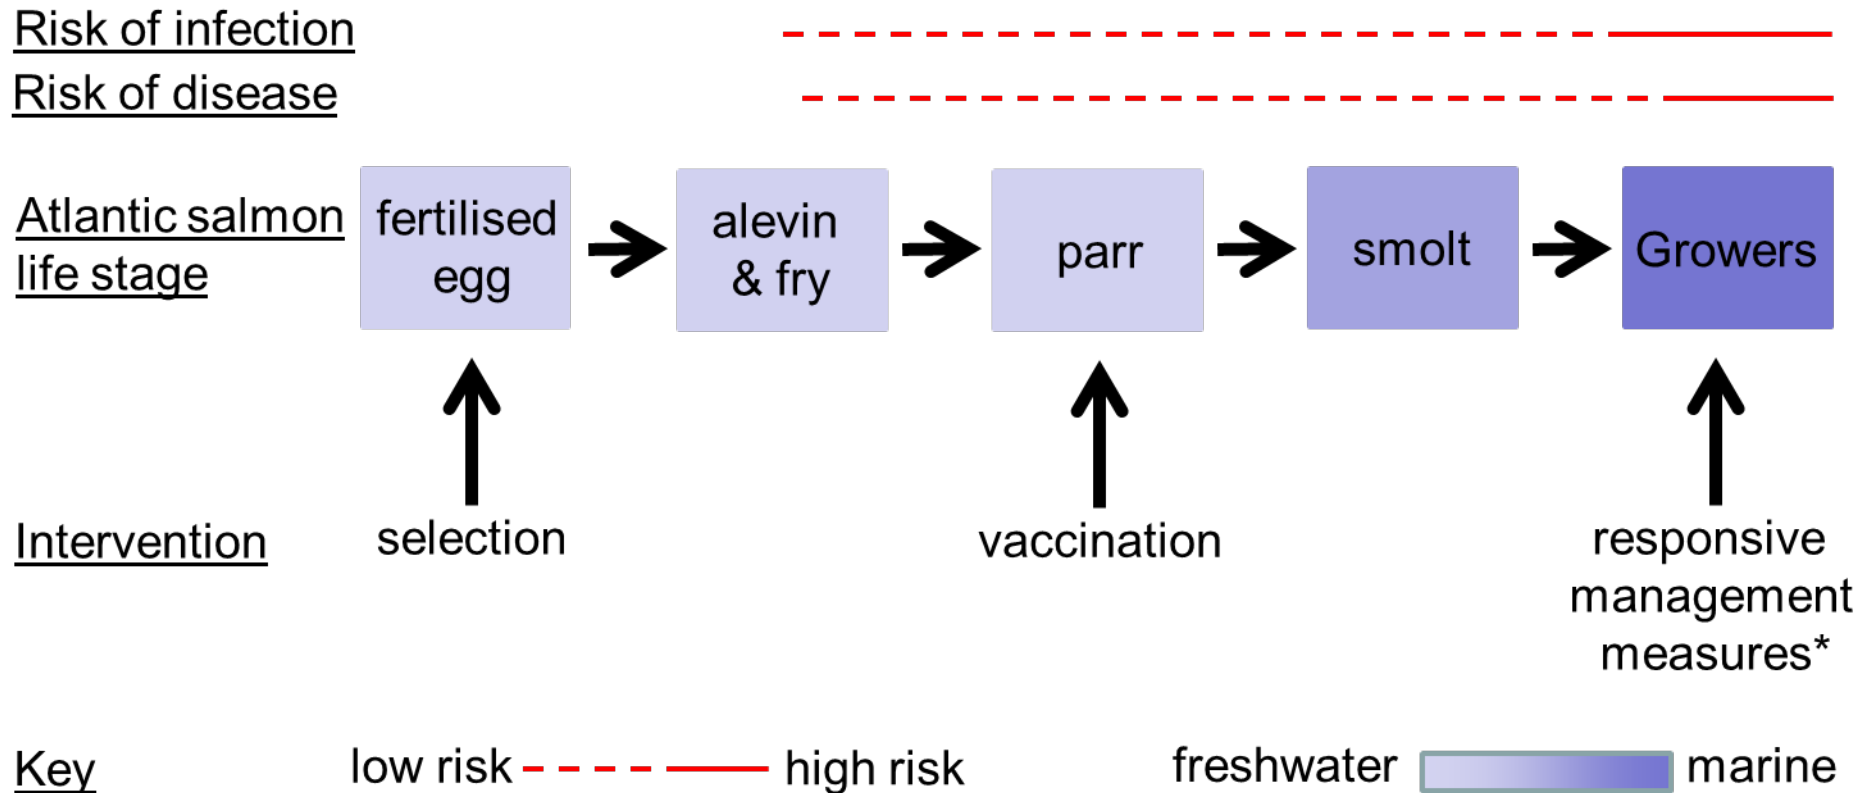 Risk of infection
Risk of disease
Atlantic salmon
life stage
fertilised
egg
alevin
& fry
parr
smolt
Growers
Intervention
selection
vaccination
responsive
management
measures*
Key
low risk
high risk
freshwater
marine